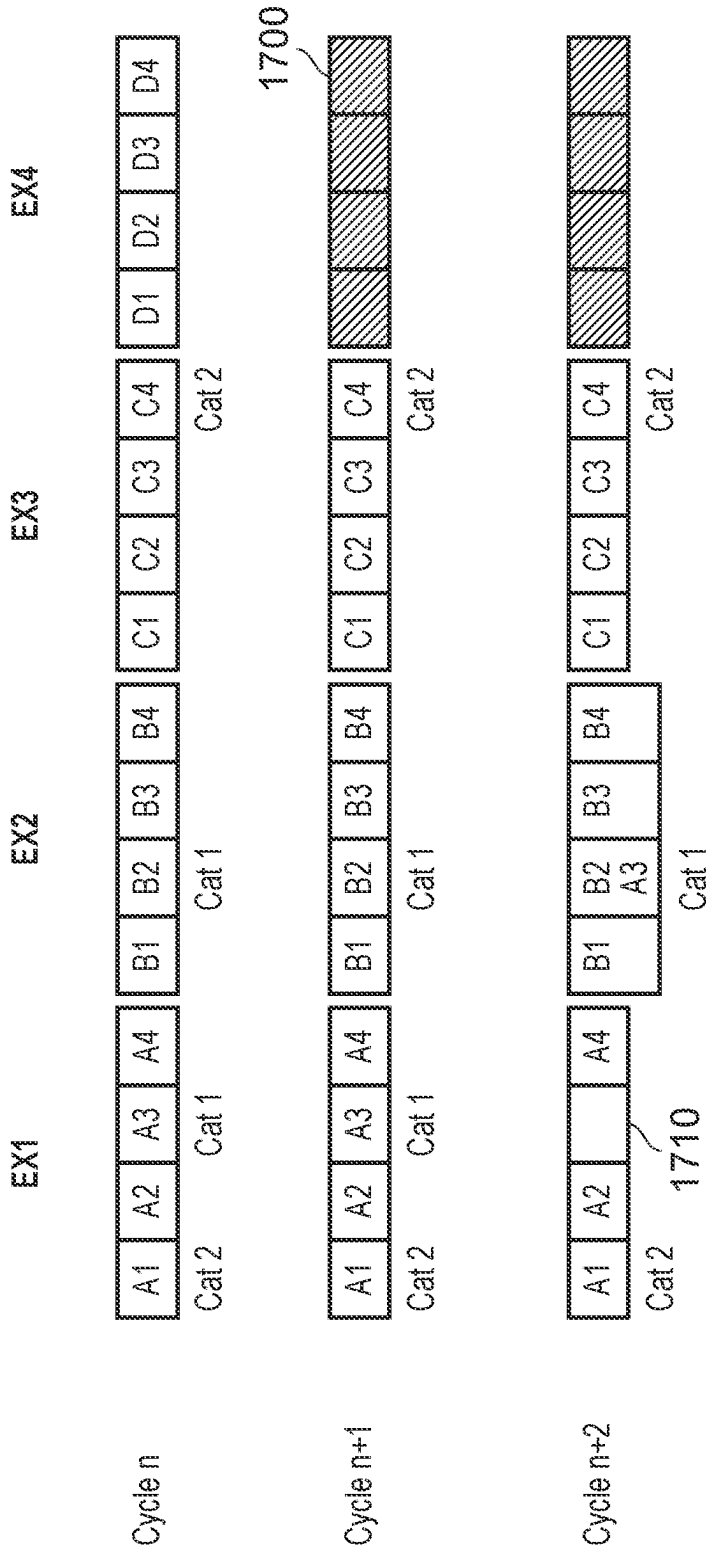 EX1 EX2 EX3 EX4
Cycle n A1 A2 A3 A4 B1 B2 B3 B4 C1 C2 C3 C4 D1 D2 D3 D4
Cat 2 Cat 1 Cat 1 Cat 2
1700
Cycle n+1 A1 A2 A3 A4 B1 B2 B3 B4 C1 C2 C3 C4
Cat 2 Cat 1 Cat 1 Cat 2
Cycle n+2 A1 A2 A4 B1 B2 B3 B4 C1 C2 C3 C4
A3
Cat 2 Cat 1 Cat 2
1710